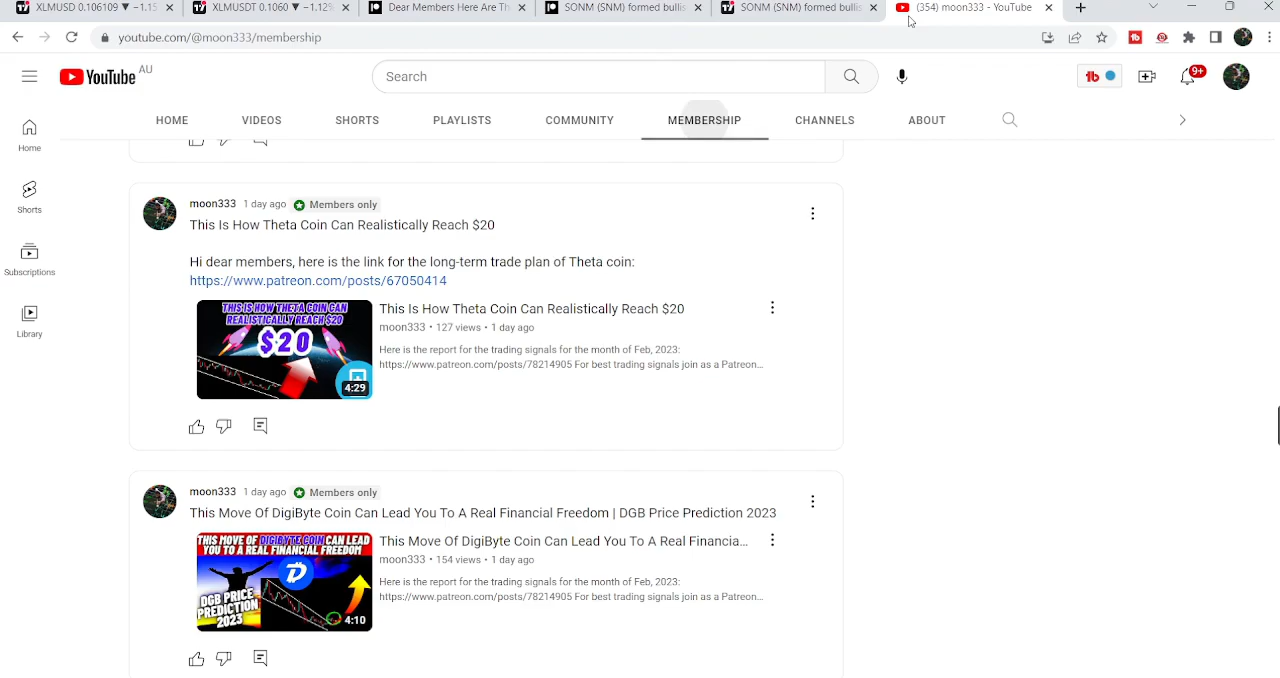 XLMUSD 0.106109 ▼ −1.15
XLMUSDT 0.1060 ▼ −1.12%
Dear Members Here Are Th
SONM (SNM) formed bullis
SONM (SNM) formed bullis
(354) moon333 - YouTube
youtube.com/@moon333/membership
YouTube AU
Search
9+
HOME
VIDEOS
SHORTS
PLAYLISTS
COMMUNITY
MEMBERSHIP
CHANNELS
ABOUT
Home
Shorts
Subscriptions
Library
moon333 1 day ago Members only
This Is How Theta Coin Can Realistically Reach $20
Hi dear members, here is the link for the long-term trade plan of Theta coin:
https://www.patreon.com/posts/67050414
THIS IS HOW THETA COIN CAN
REALISTICALLY REACH $20
$20
4:29
This Is How Theta Coin Can Realistically Reach $20
moon333 • 127 views • 1 day ago
Here is the report for the trading signals for the month of Feb, 2023:
https://www.patreon.com/posts/78214905 For best trading signals join as a Patreon...
moon333 1 day ago Members only
This Move Of DigiByte Coin Can Lead You To A Real Financial Freedom | DGB Price Prediction 2023
THIS MOVE OF DIGIBYTE COIN CAN LEAD
YOU TO A REAL FINANCIAL FREEDOM
DGB PRICE
PREDICTION
2023
4:10
This Move Of DigiByte Coin Can Lead You To A Real Financia...
moon333 • 154 views • 1 day ago
Here is the report for the trading signals for the month of Feb, 2023:
https://www.patreon.com/posts/78214905 For best trading signals join as a Patreon...